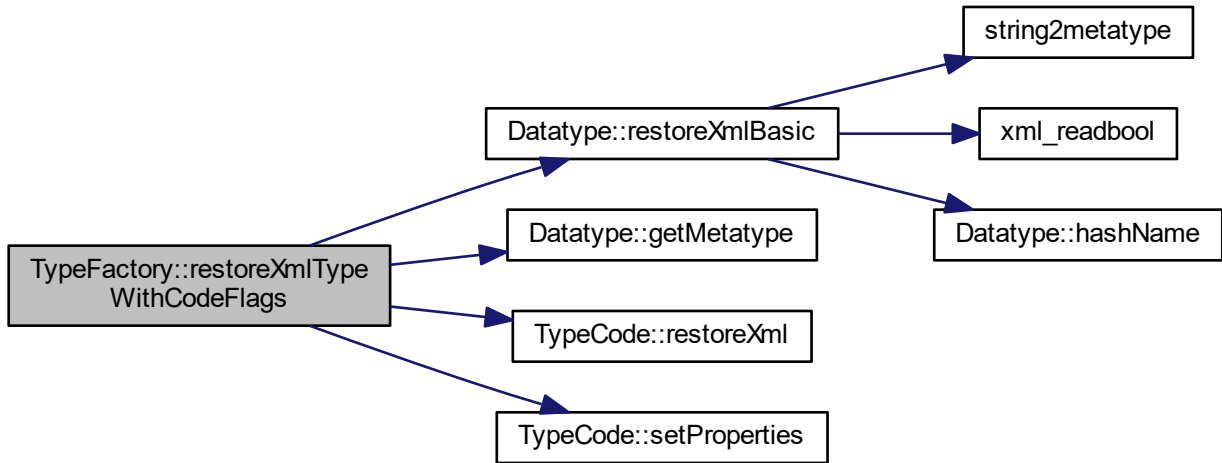 string2metatype
Datatype::restoreXmlBasic
xml_readbool
Datatype::hashName
Datatype::getMetatype
TypeFactory::restoreXmlType
WithCodeFlags
TypeCode::restoreXml
TypeCode::setProperties